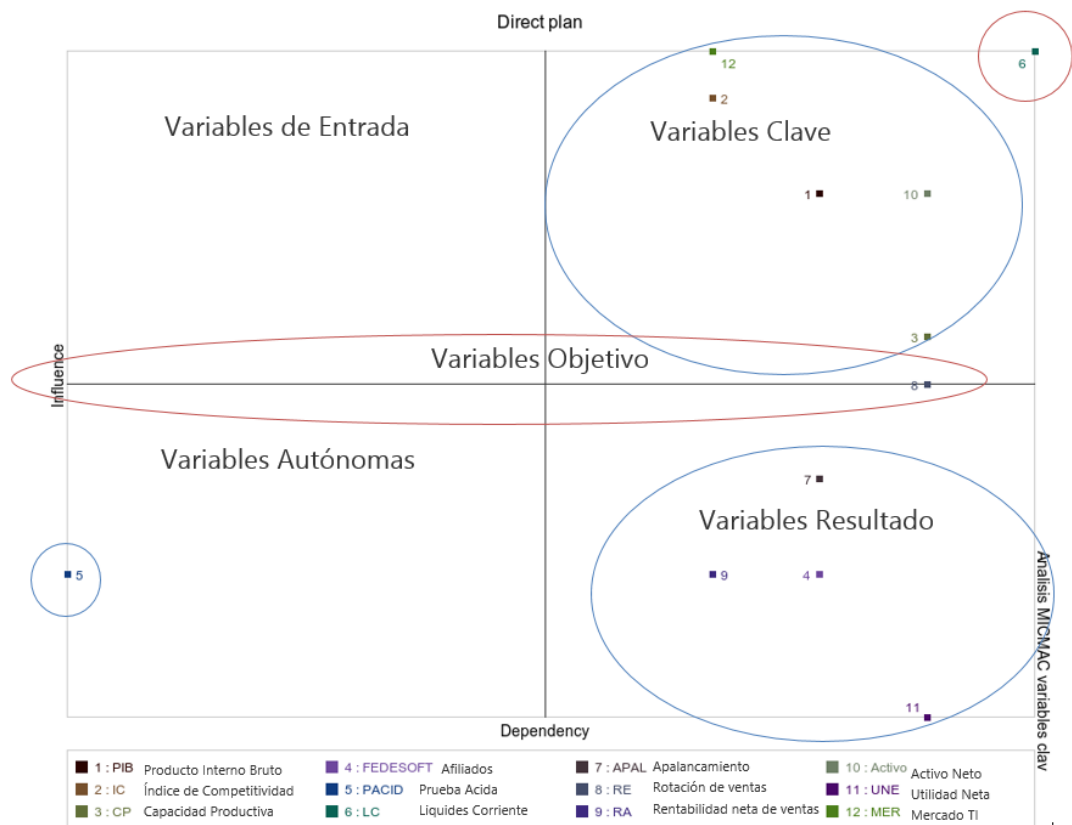 Direct plan
12
6
2
Variables de Entrada
Variables Clave
1
10
3
Variables Objetivo
Influence
8
Variables Autónomas
7
Variables Resultado
5
9
4
11
Analisis MICMAC variables clav
Dependency
1 : PIB Producto Interno Bruto
2 : IC Índice de Competitividad
3 : CP Capacidad Productiva
4 : FEDESOFT Afiliados
5 : PACID Prueba Acida
6 : LC Liquides Corriente
7 : APAL Apalancamiento
8 : RE Rotación de ventas
9 : RA Rentabilidad neta de ventas
10 : Activo Activo Neto
11 : UNE Utilidad Neta
12 : MER Mercado TI